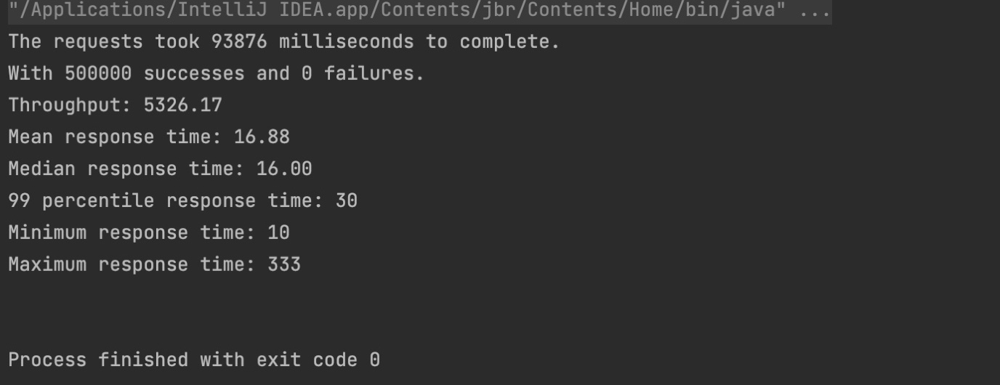 "/Applications/IntelliJ IDEA.app/Contents/jbr/Contents/Home/bin/java" ...
The requests took 93876 milliseconds to complete.
With 500000 successes and 0 failures.
Throughput: 5326.17
Mean response time: 16.88
Median response time: 16.00
99 percentile response time: 30
Minimum response time: 10
Maximum response time: 333
Process finished with exit code 0